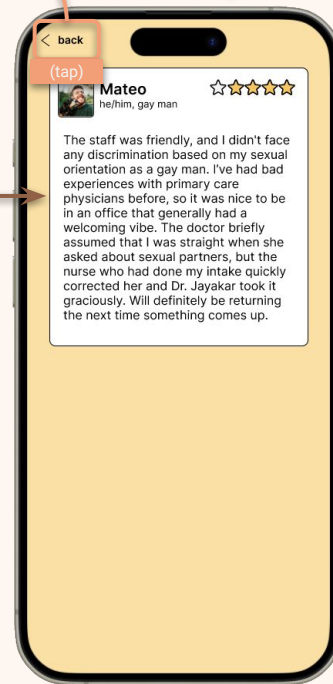 < back
(tap)
Mateo
he/him, gay man
The staff was friendly, and I didn't face
any discrimination based on my sexual
orientation as a gay man. I've had bad
experiences with primary care
physicians before, so it was nice to be
in an office that generally had a
welcoming vibe. The doctor briefly
assumed that I was straight when she
asked about sexual partners, but the
nurse who had done my intake quickly
corrected her and Dr. Jayakar took it
graciously. Will definitely be returning
the next time something comes up.